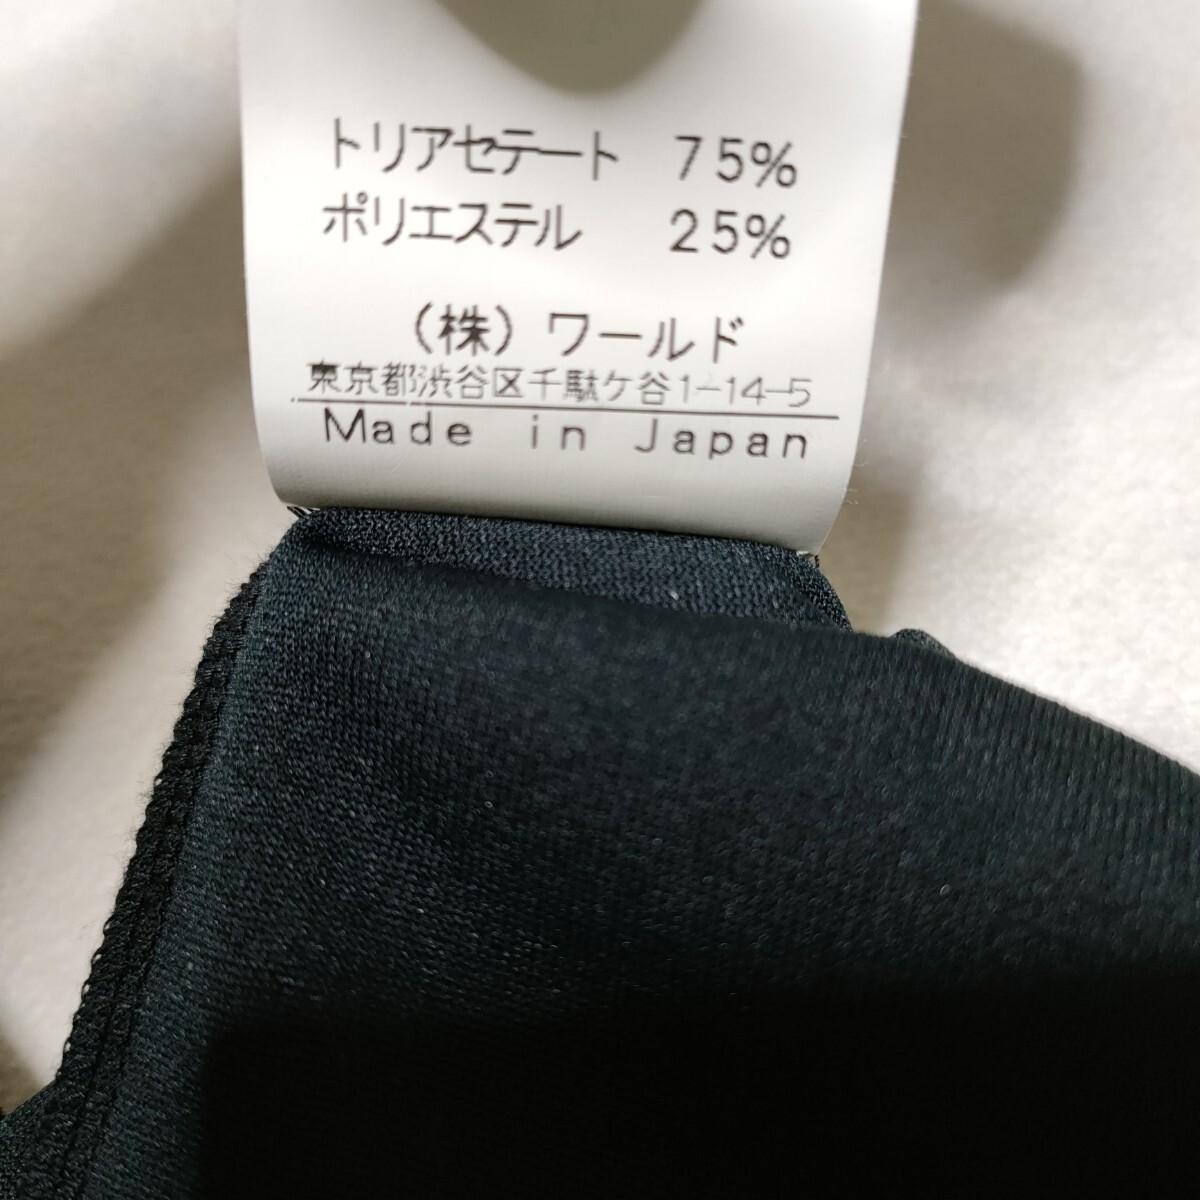 トリアセテート 75%
ポリエステル 25%
(株) ワールド
東京都渋谷区千駄ケ谷1-14-5
Made in Japan